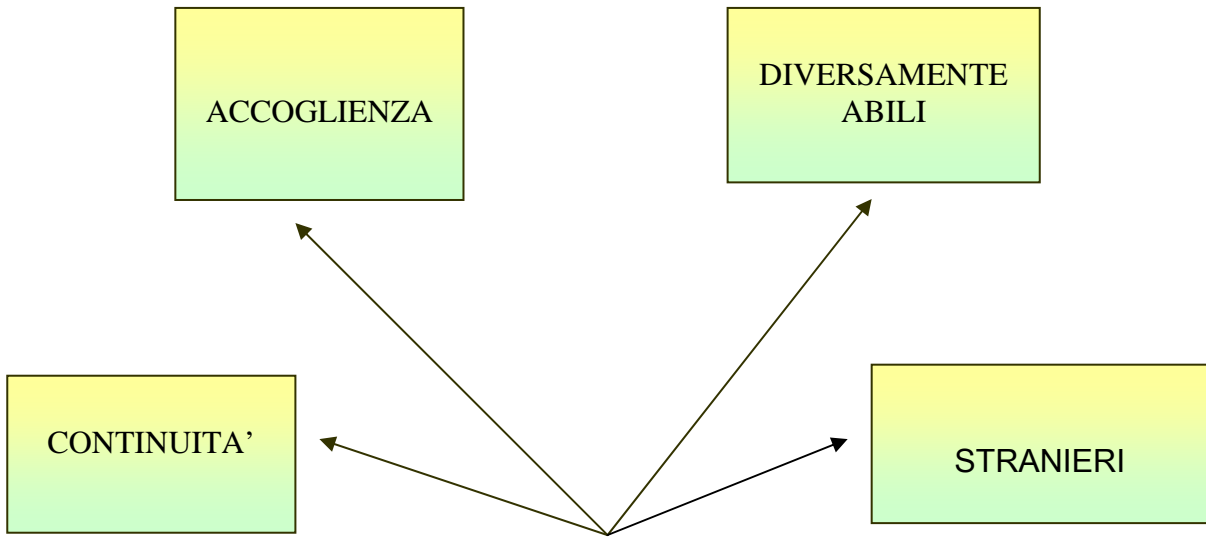 ACCOGLIENZA
DIVERSAMENTE
ABILI
CONTINUITA’
STRANIERI